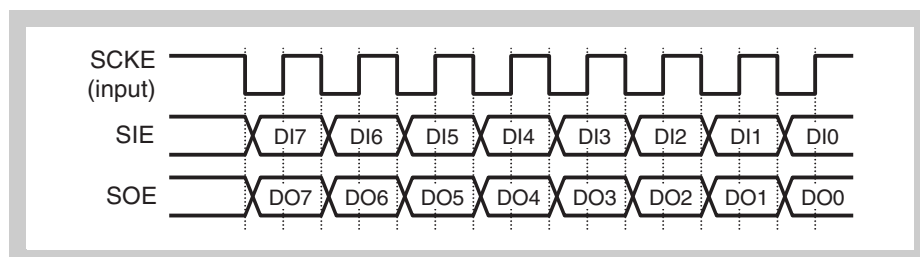 SCKE
(input)
SIE DI7 DI6 DI5 DI4 DI3 DI2 DI1 DI0
SOE DO7 DO6 DO5 DO4 DO3 DO2 DO1 DO0